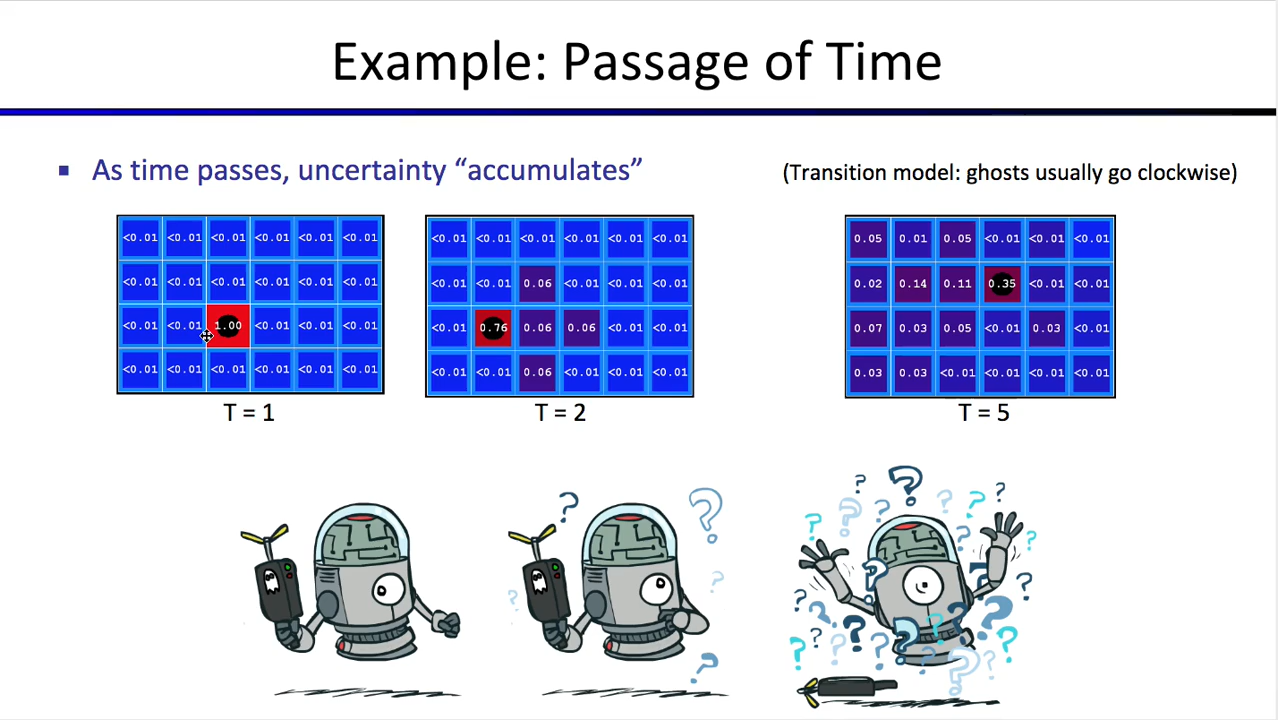 Example: Passage of Time
▪ As time passes, uncertainty “accumulates”
(Transition model: ghosts usually go clockwise)
<0.01 <0.01 <0.01 <0.01 <0.01 <0.01
<0.01 <0.01 <0.01 <0.01 <0.01 <0.01
<0.01 <0.01 1.00 <0.01 <0.01 <0.01
<0.01 <0.01 <0.01 <0.01 <0.01 <0.01
T = 1
<0.01 <0.01 <0.01 <0.01 <0.01 <0.01
<0.01 <0.01 0.06 <0.01 <0.01 <0.01
<0.01 0.76 0.06 0.06 <0.01 <0.01
<0.01 <0.01 0.06 <0.01 <0.01 <0.01
T = 2
0.05 0.01 0.05 <0.01 <0.01 <0.01
0.02 0.14 0.11 0.35 <0.01 <0.01
0.07 0.03 0.05 <0.01 0.03 <0.01
0.03 0.03 <0.01 <0.01 <0.01 <0.01
T = 5